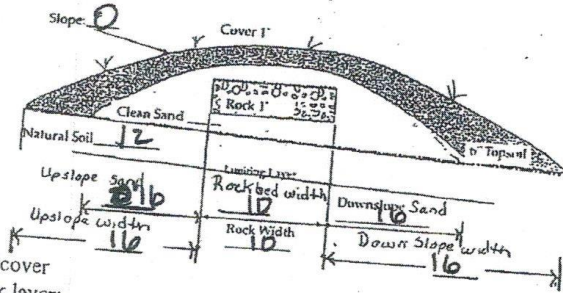 Slope: 0
Cover 1'
Rock 1'
Clean Sand
Natural Soil 12
6" Topsoil
Limiting Layer
Upslope Sand 16
Rockbed width 10
Downslope Sand 16
Upslope width 16
Rock Width 10
Down Slope width 16
cover